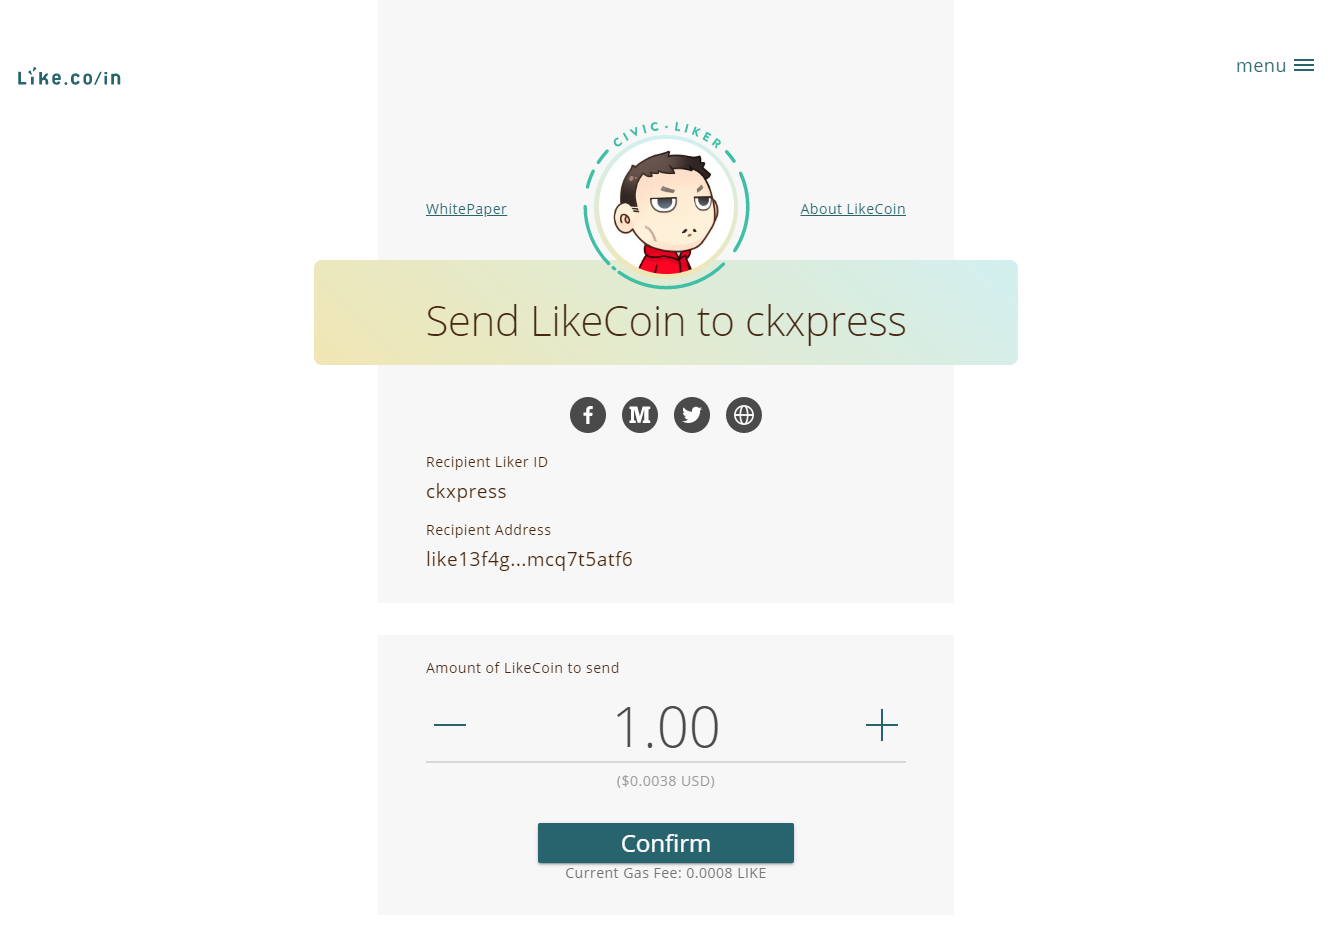 Like.co/in
menu
CIVIC · LIKER
WhitePaper
About LikeCoin
Send LikeCoin to ckxpress
Recipient Liker ID
ckxpress
Recipient Address
like13f4g...mcq7t5atf6
Amount of LikeCoin to send
1.00
($0.0038 USD)
Confirm
Current Gas Fee: 0.0008 LIKE